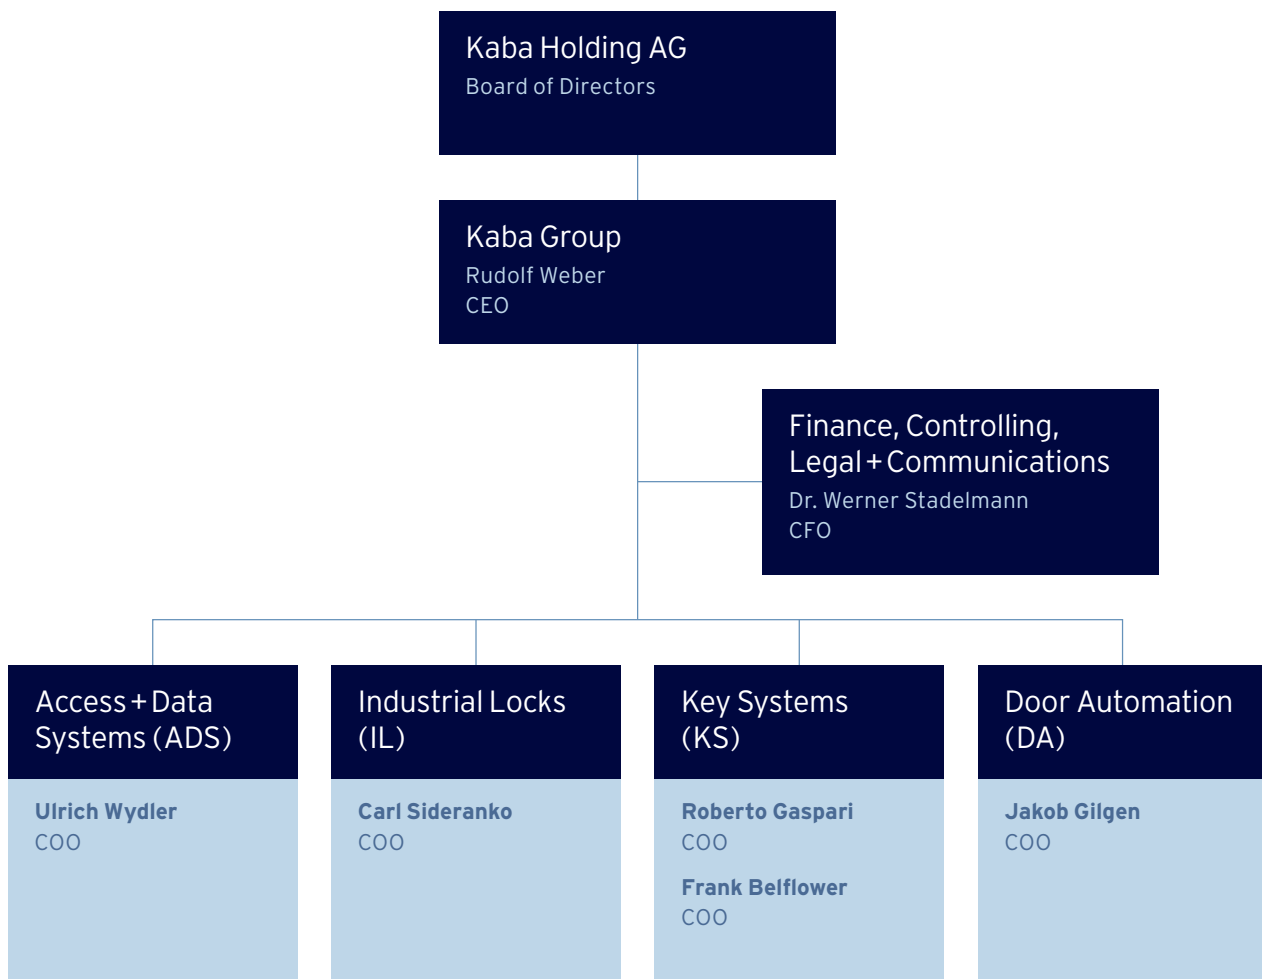 Kaba Holding AG
Board of Directors
Kaba Group
Rudolf Weber
CEO
Finance, Controlling,
Legal + Communications
Dr. Werner Stadelmann
CFO
Access + Data
Systems (ADS)
Ulrich Wydler
COO
Industrial Locks
(IL)
Carl Sideranko
COO
Key Systems
(KS)
Roberto Gaspari
COO
Frank Belflower
COO
Door Automation
(DA)
Jakob Gilgen
COO